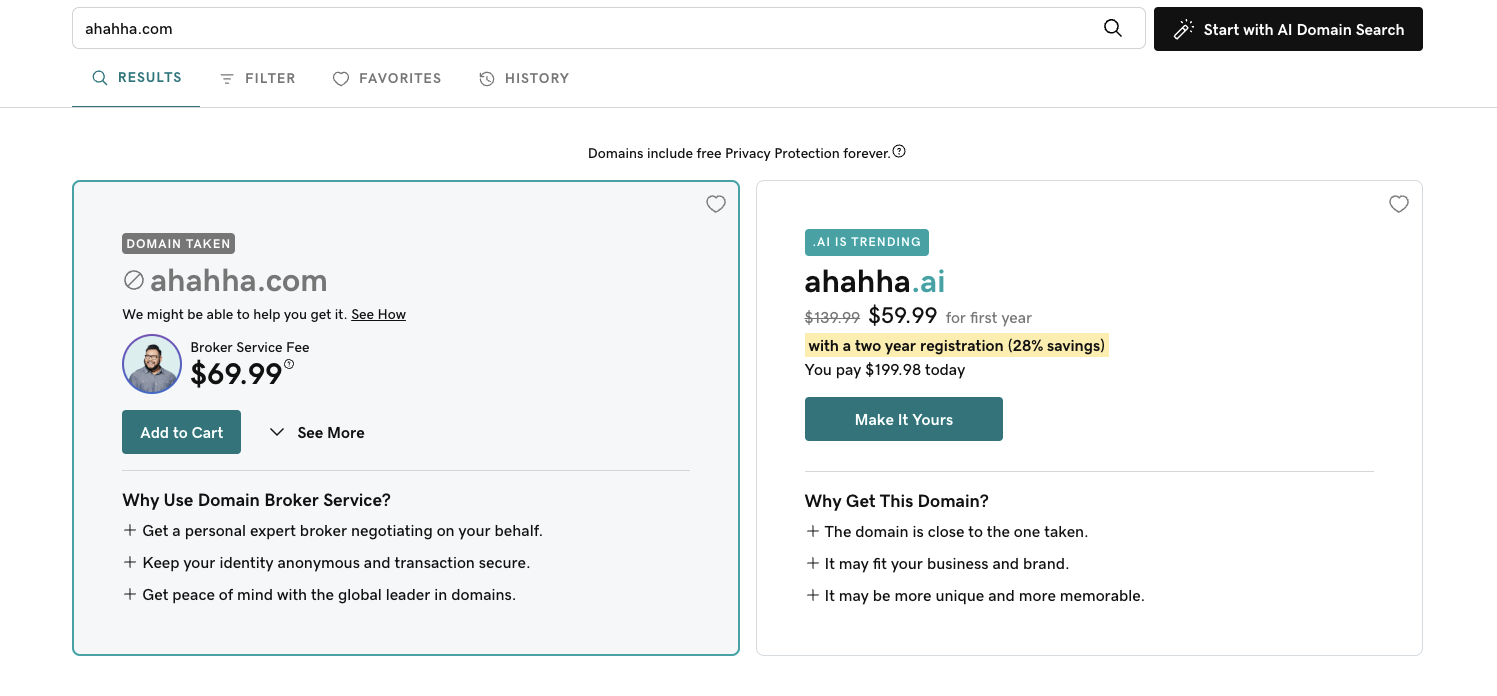 ahahha.com
Start with AI Domain Search
RESULTS
FILTER
FAVORITES
HISTORY
Domains include free Privacy Protection forever.
DOMAIN TAKEN
ahahha.com
We might be able to help you get it. See How
Broker Service Fee
$69.99
Add to Cart
See More
Why Use Domain Broker Service?
Get a personal expert broker negotiating on your behalf.
Keep your identity anonymous and transaction secure.
Get peace of mind with the global leader in domains.
.AI IS TRENDING
ahahha.ai
$139.99 $59.99 for first year
with a two year registration (28% savings)
You pay $199.98 today
Make It Yours
Why Get This Domain?
The domain is close to the one taken.
It may fit your business and brand.
It may be more unique and more memorable.